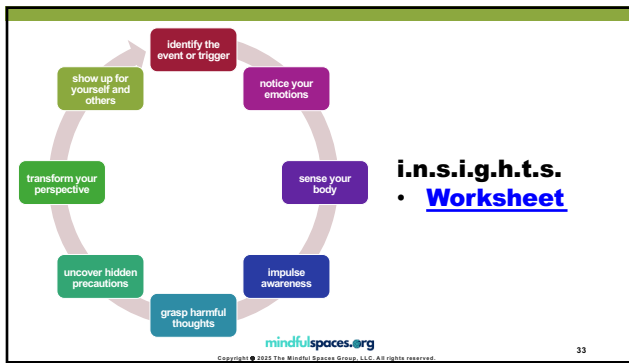 identify the
event or trigger
notice your
emotions
sense your
body
impulse
awareness
grasp harmful
thoughts
uncover hidden
precautions
transform your
perspective
show up for
yourself and
others
i.n.s.i.g.h.t.s.
• Worksheet
mindfulspaces.org
Copyright @ 2025 The Mindful Spaces Group, LLC. All rights reserved.
33